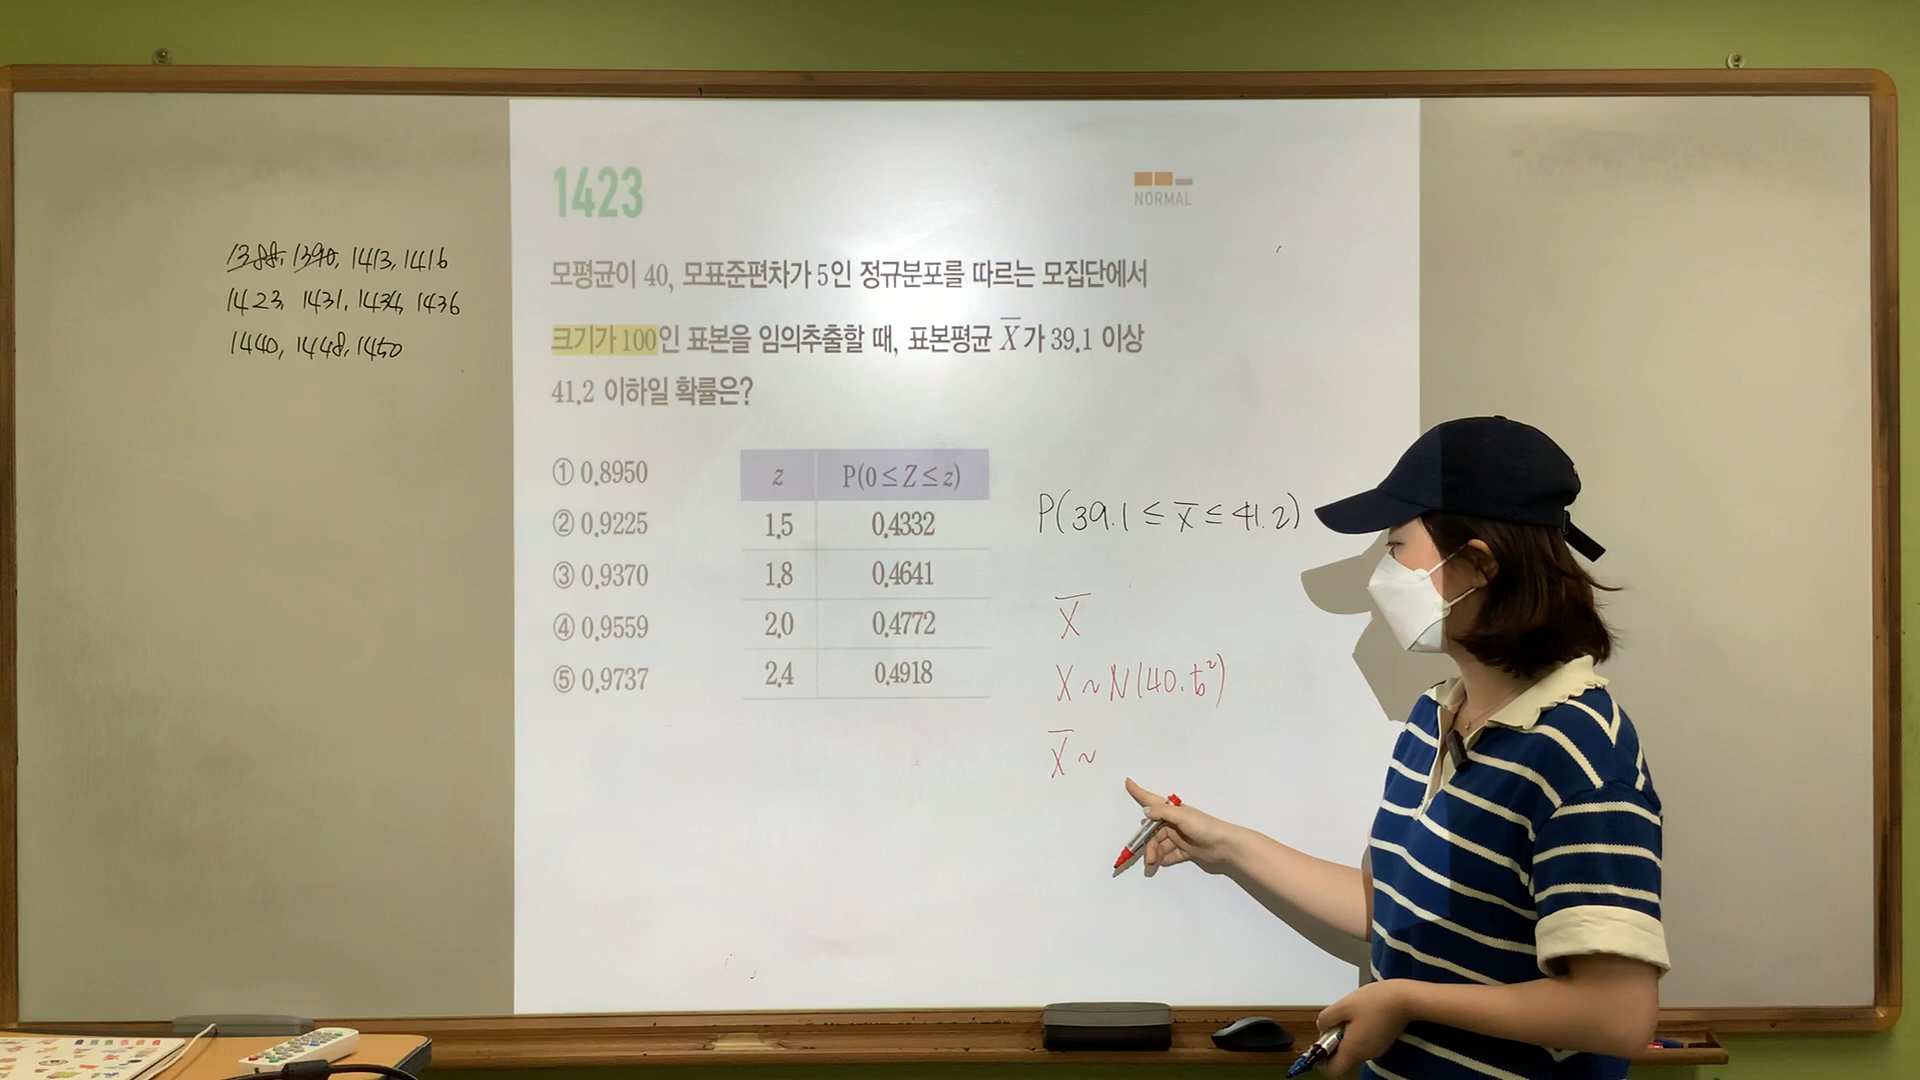 1388, 1390, 1413, 1416
1423, 1431, 1434, 1436
1440, 1448, 1450
1423
NORMAL
모평균이 40, 모표준편차가 5인 정규분포를 따르는 모집단에서
크기가 100인 표본을 임의추출할 때, 표본평균 X̅가 39.1 이상
41.2 이하일 확률은?
① 0.8950
② 0.9225
③ 0.9370
④ 0.9559
⑤ 0.9737
z P(0≤Z≤z)
1.5 0.4332
1.8 0.4641
2.0 0.4772
2.4 0.4918
P(39.1 ≤ X̅ ≤ 41.2)
X̅
X ~ N(40. 5²)
X̅ ~